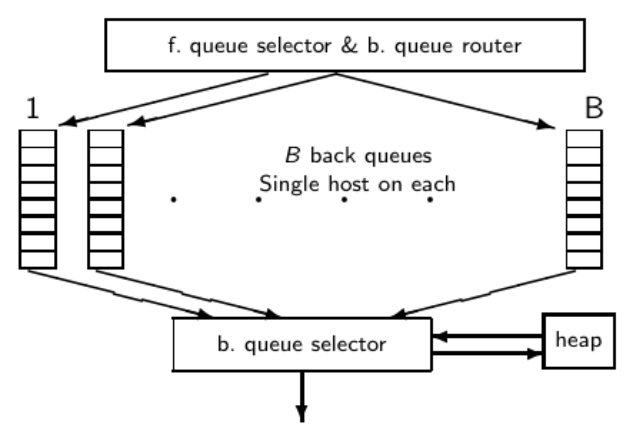 f. queue selector & b. queue router
1
B
B back queues
Single host on each
b. queue selector
heap